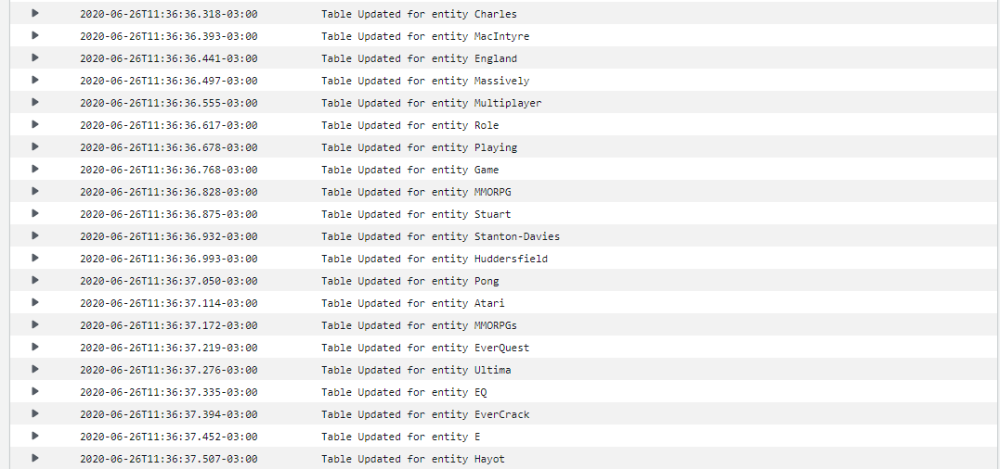 2020-06-26T11:36:36.318-03:00 Table Updated for entity Charles
2020-06-26T11:36:36.393-03:00 Table Updated for entity MacIntyre
2020-06-26T11:36:36.441-03:00 Table Updated for entity England
2020-06-26T11:36:36.497-03:00 Table Updated for entity Massively
2020-06-26T11:36:36.555-03:00 Table Updated for entity Multiplayer
2020-06-26T11:36:36.617-03:00 Table Updated for entity Role
2020-06-26T11:36:36.678-03:00 Table Updated for entity Playing
2020-06-26T11:36:36.768-03:00 Table Updated for entity Game
2020-06-26T11:36:36.828-03:00 Table Updated for entity MMORPG
2020-06-26T11:36:36.875-03:00 Table Updated for entity Stuart
2020-06-26T11:36:36.932-03:00 Table Updated for entity Stanton-Davies
2020-06-26T11:36:36.993-03:00 Table Updated for entity Huddersfield
2020-06-26T11:36:37.050-03:00 Table Updated for entity Pong
2020-06-26T11:36:37.114-03:00 Table Updated for entity Atari
2020-06-26T11:36:37.172-03:00 Table Updated for entity MMORPGs
2020-06-26T11:36:37.219-03:00 Table Updated for entity EverQuest
2020-06-26T11:36:37.276-03:00 Table Updated for entity Ultima
2020-06-26T11:36:37.335-03:00 Table Updated for entity EQ
2020-06-26T11:36:37.394-03:00 Table Updated for entity EverCrack
2020-06-26T11:36:37.452-03:00 Table Updated for entity E
2020-06-26T11:36:37.507-03:00 Table Updated for entity Hayot